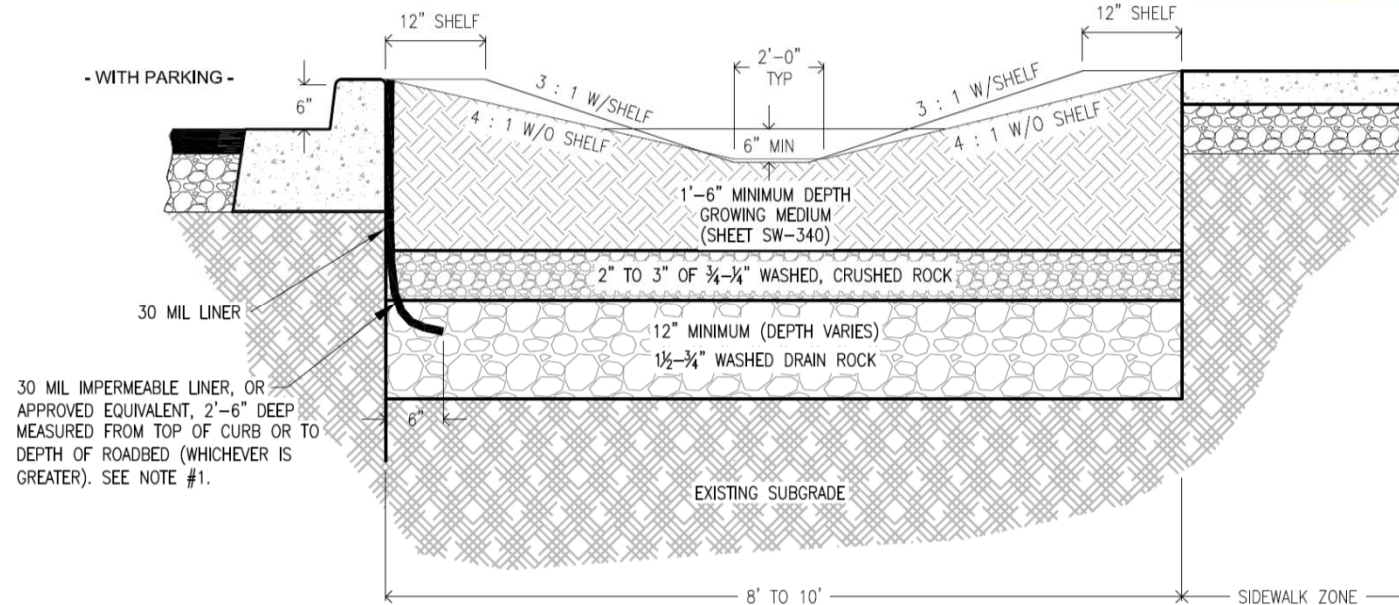 12" SHELF
12" SHELF
- WITH PARKING -
2'-0"
TYP
6"
3 : 1 W/SHELF
3 : 1 W/SHELF
4 : 1 W/O SHELF
4 : 1 W/O SHELF
6" MIN
1'-6" MINIMUM DEPTH
GROWING MEDIUM
(SHEET SW-340)
2" TO 3" OF ¾-¼" WASHED, CRUSHED ROCK
30 MIL LINER
12" MINIMUM (DEPTH VARIES)
1½-¾" WASHED DRAIN ROCK
30 MIL IMPERMEABLE LINER, OR
APPROVED EQUIVALENT, 2'-6" DEEP
MEASURED FROM TOP OF CURB OR TO
DEPTH OF ROADBED (WHICHEVER IS
GREATER). SEE NOTE #1.
6"
EXISTING SUBGRADE
8' TO 10'
SIDEWALK ZONE